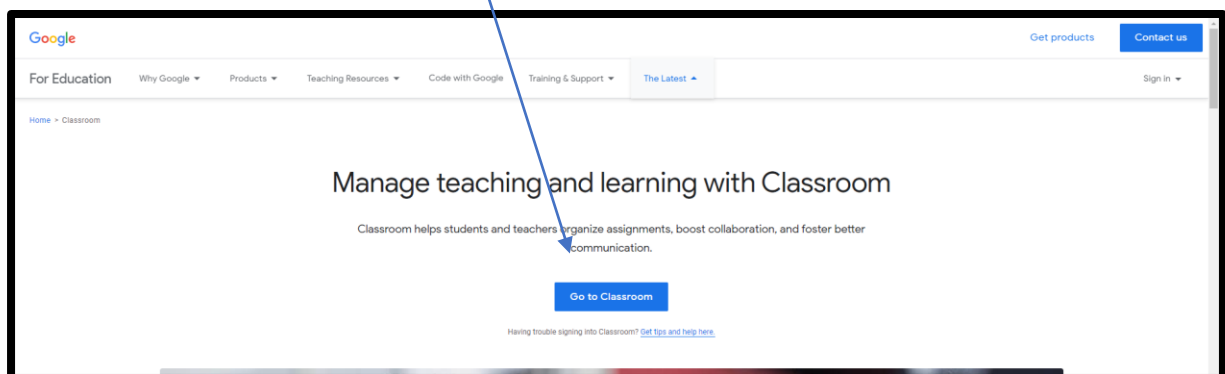 Google Get products Contact us
For Education Why Google Products Teaching Resources Code with Google Training & Support The Latest Sign in
Home > Classroom
Manage teaching and learning with Classroom
Classroom helps students and teachers organize assignments, boost collaboration, and foster better
communication.
Go to Classroom
Having trouble signing into Classroom? Get tips and help here.